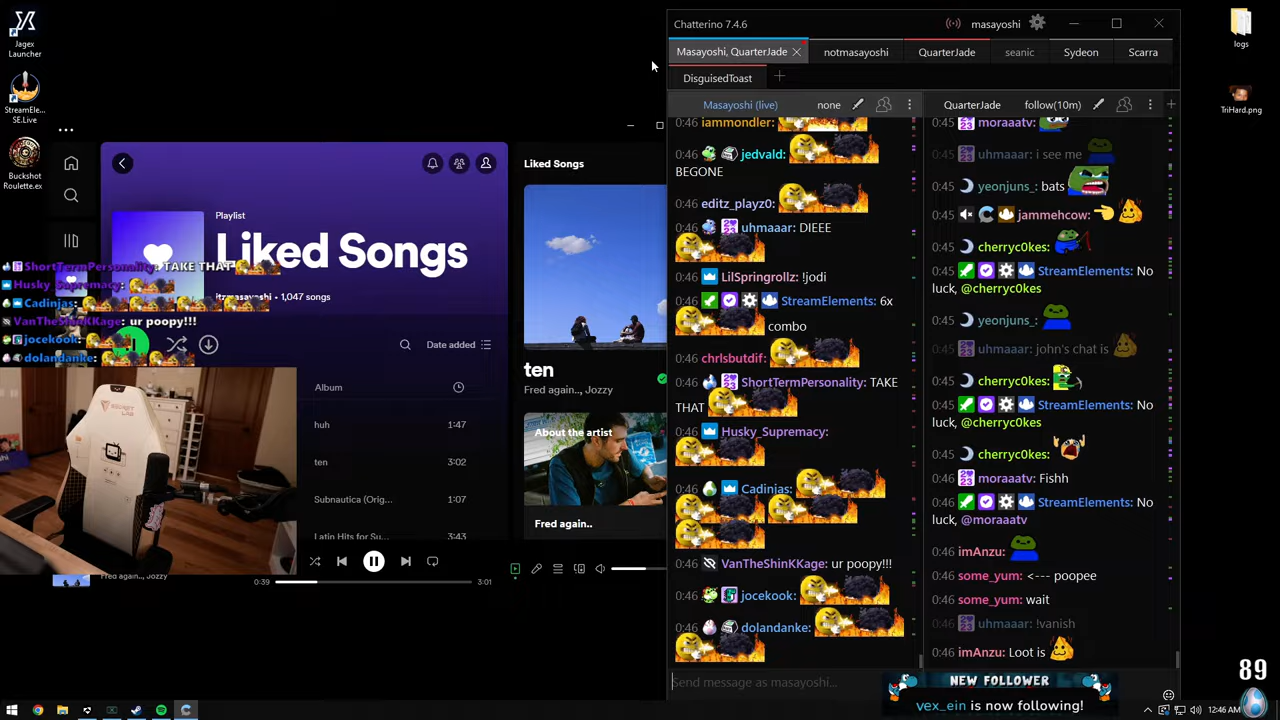 Jagex
Launcher
StreamEle...
SE.Live
Buckshot
Roulette.ex
logs
TriHard.png
Playlist
Liked Songs
itzmasayoshi • 1,047 songs
Date added
Album
huh
1:47
ten
3:02
Subnautica (Orig...
1:07
Latin Hits for Su...
3:43
Liked Songs
ten
Fred again.., Jozzy
About the artist
Fred again..
Fred again.., Jozzy
0:39
3:01
ShortTermPersonality: TAKE THAT
Husky_Supremacy:
Cadinjas:
VanTheShinKKage: ur poopy!!!
jocekook:
dolandanke:
SECRET
LAB
Chatterino 7.4.6
masayoshi
Masayoshi, QuarterJade
notmasayoshi
QuarterJade
seanic
Sydeon
Scarra
DisguisedToast
Masayoshi (live)
none
0:46 iammondler:
0:46 jedvald:
BEGONE
0:46 editz_playz0:
0:46 uhmaaar: DIEEE
0:46 LilSpringrollz: !jodi
0:46 StreamElements: 6x
combo
0:46 chrlsbutdif:
0:46 ShortTermPersonality: TAKE
THAT
0:46 Husky_Supremacy:
0:46 Cadinjas:
0:46 VanTheShinKKage: ur poopy!!!
0:46 jocekook:
0:46 dolandanke:
Send message as masayoshi...
QuarterJade
follow(10m)
0:45 moraaatv:
0:45 uhmaaar: i see me
0:45 yeonjuns_: bats
0:45 jammehcow:
0:45 cherryc0kes:
0:45 StreamElements: No
luck, @cherryc0kes
0:45 yeonjuns_:
0:45 uhmaaar: john's chat is
0:45 cherryc0kes:
0:45 StreamElements: No
luck, @cherryc0kes
0:45 cherryc0kes:
0:45 moraaatv: Fishh
0:45 StreamElements: No
luck, @moraaatv
0:46 imAnzu:
0:46 some_yum: <--- poopee
0:46 some_yum: wait
0:46 uhmaaar: !vanish
0:46 imAnzu: Loot is
NEW FOLLOWER
vex_ein is now following!
89
12:46 AM